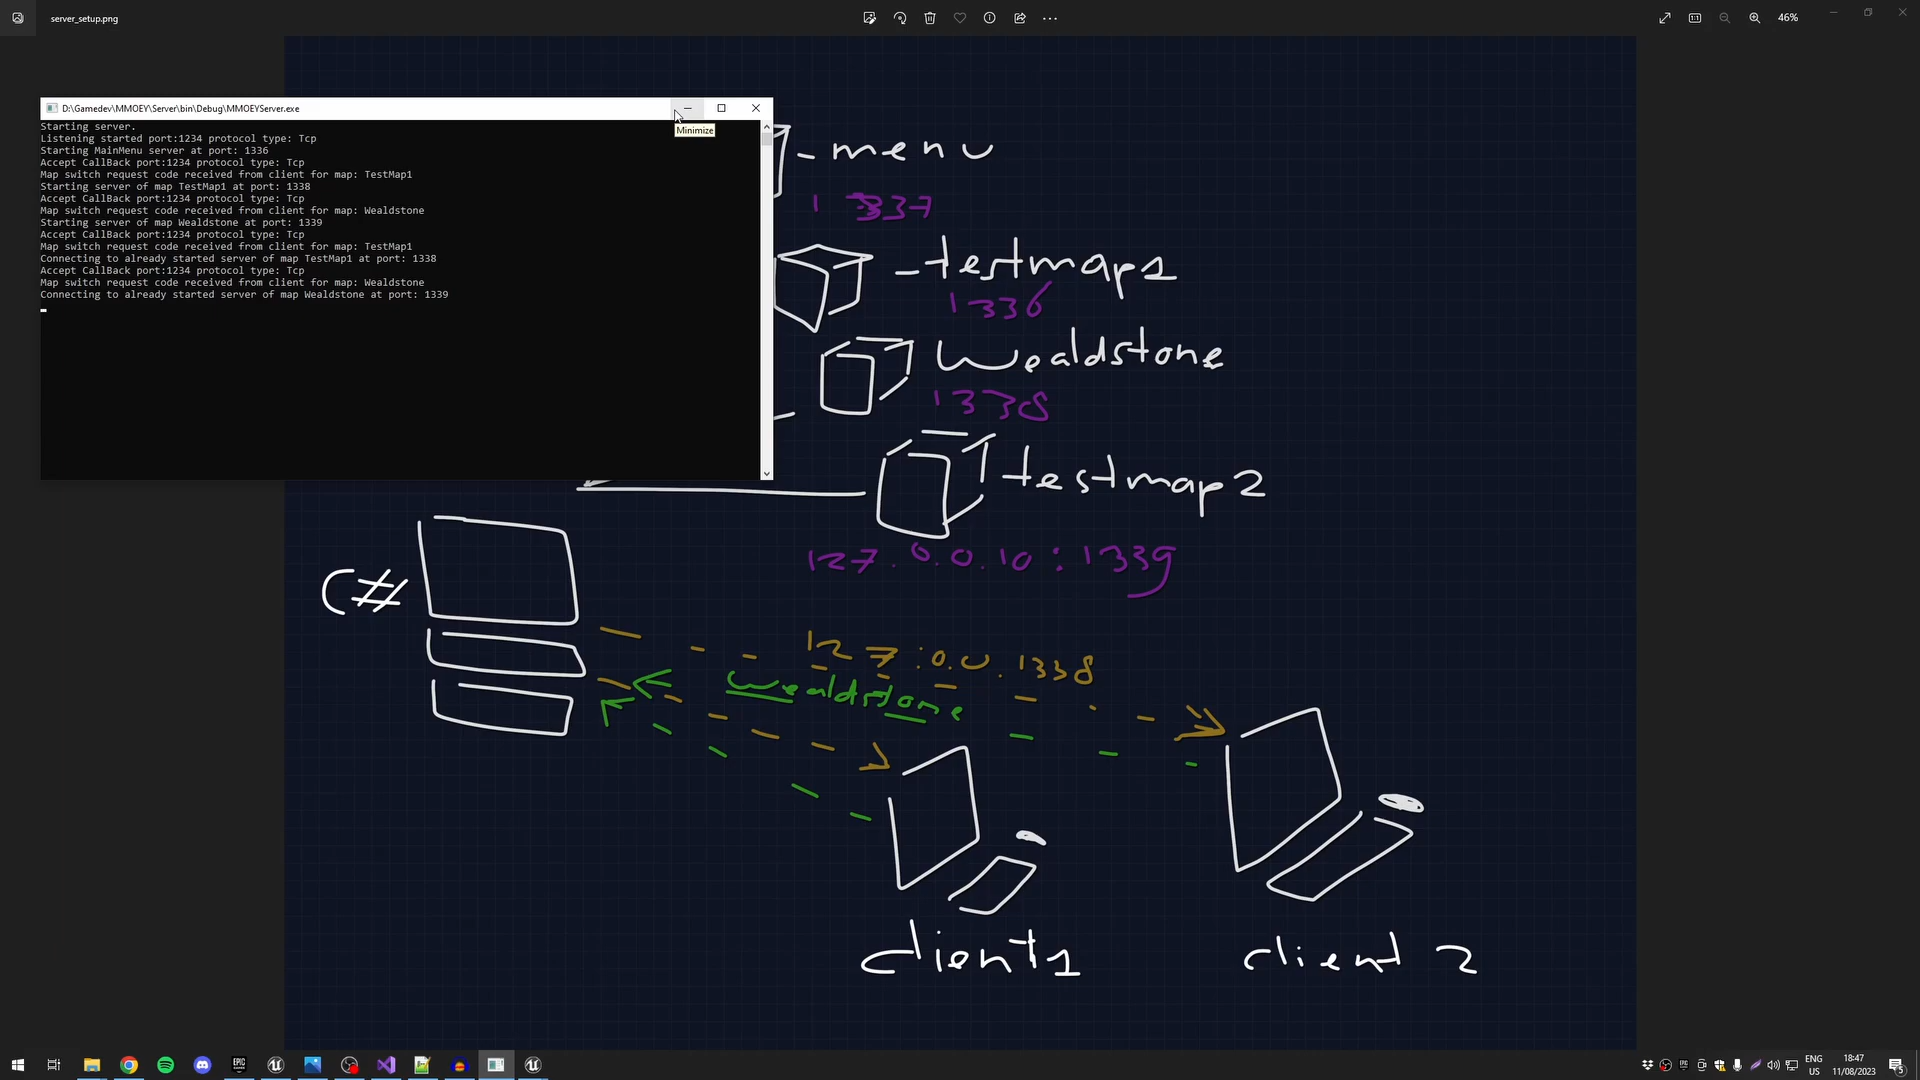 server_setup.png
46%
D:\Gamedev\MMOEY\Server\bin\Debug\MMOEYServer.exe
Minimize
Starting server.
Listening started port:1234 protocol type: Tcp
Starting MainMenu server at port: 1336
Accept CallBack port:1234 protocol type: Tcp
Map switch request code received from client for map: TestMap1
Starting server of map TestMap1 at port: 1338
Accept CallBack port:1234 protocol type: Tcp
Map switch request code received from client for map: Wealdstone
Starting server of map Wealdstone at port: 1339
Accept CallBack port:1234 protocol type: Tcp
Map switch request code received from client for map: TestMap1
Connecting to already started server of map TestMap1 at port: 1338
Accept CallBack port:1234 protocol type: Tcp
Map switch request code received from client for map: Wealdstone
Connecting to already started server of map Wealdstone at port: 1339
- menu
1337
- testmap1
1336
Wealdstone
1338
testmap2
127.0.0.10:1339
C#
127:0.0.1338
wealdstone
client1
client 2
EPIC
ENG
US
18:47
11/08/2023